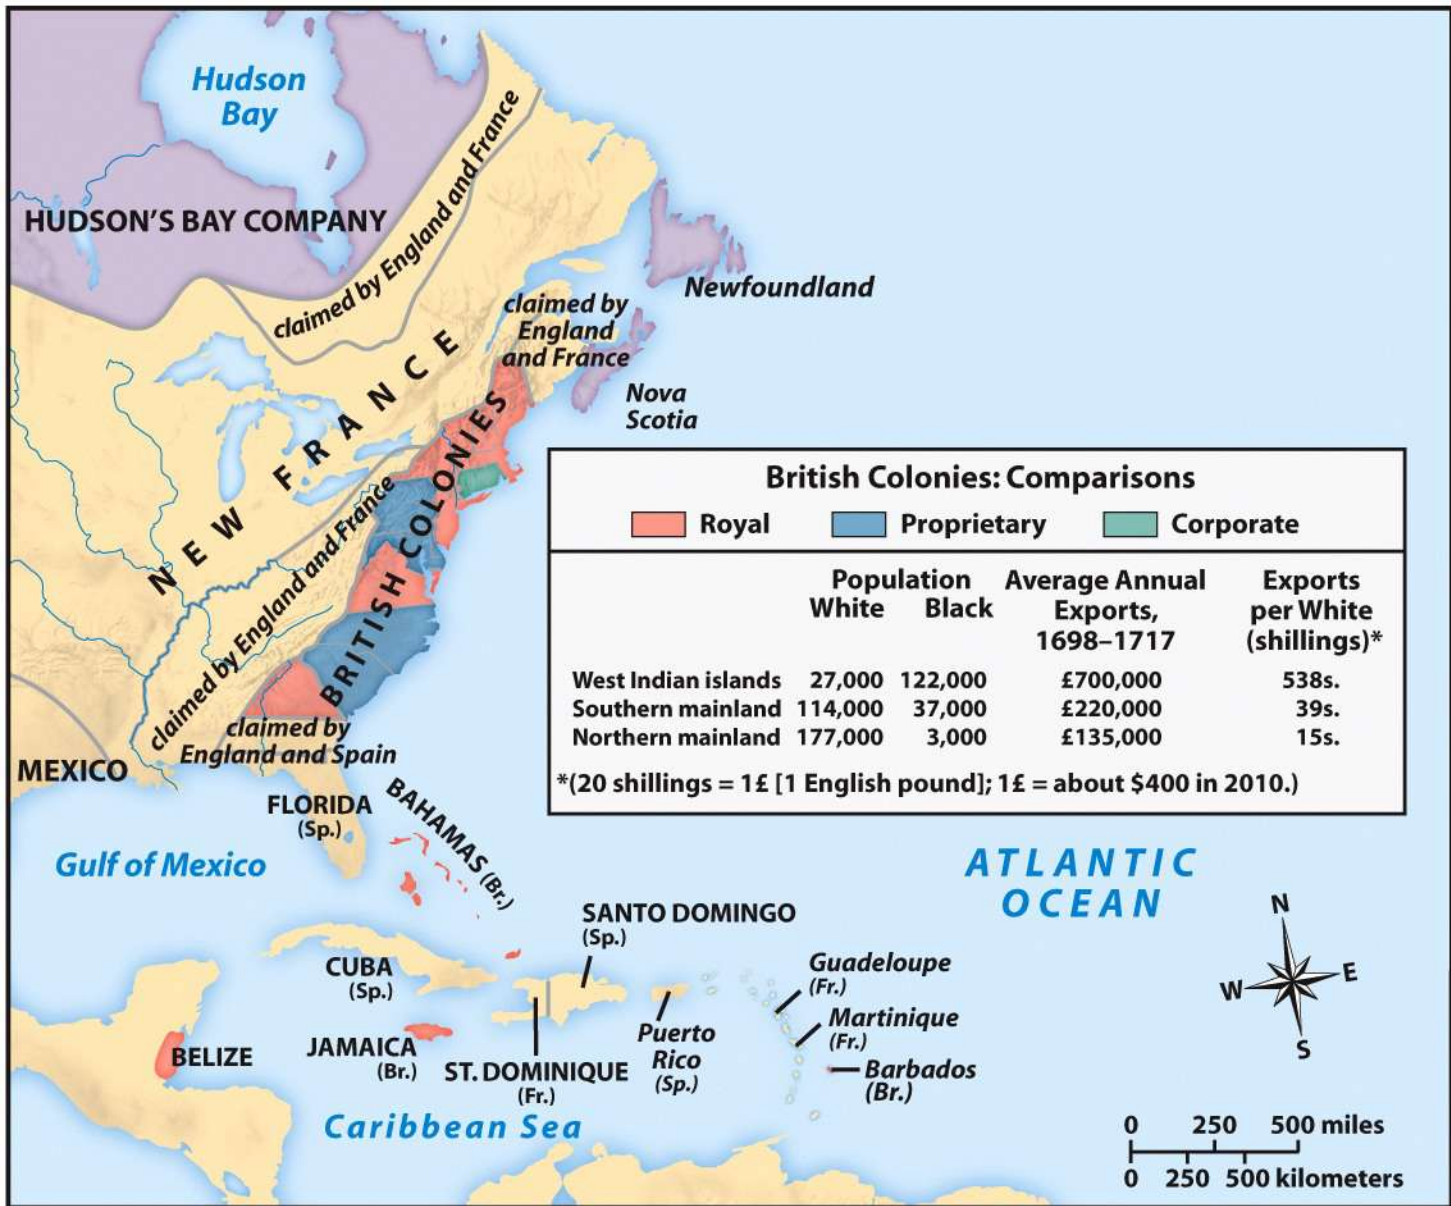 Hudson
Bay
HUDSON'S BAY COMPANY
claimed by England and France
Newfoundland
claimed by
England
and France
Nova
Scotia
NEW FRANCE
BRITISH COLONIES
claimed by England and France
claimed by
England and Spain
MEXICO
FLORIDA
(Sp.)
BAHAMAS (Br.)
Gulf of Mexico
British Colonies: Comparisons
Royal Proprietary Corporate
Population Average Annual Exports
White Black Exports, per White
1698–1717 (shillings)*
West Indian islands 27,000 122,000 £700,000 538s.
Southern mainland 114,000 37,000 £220,000 39s.
Northern mainland 177,000 3,000 £135,000 15s.
*(20 shillings = 1£ [1 English pound]; 1£ = about $400 in 2010.)
ATLANTIC
OCEAN
SANTO DOMINGO
(Sp.)
CUBA
(Sp.)
Guadeloupe
(Fr.)
Martinique
(Fr.)
Puerto
Rico
(Sp.)
BELIZE
JAMAICA
(Br.)
ST. DOMINIQUE
(Fr.)
Barbados
(Br.)
Caribbean Sea
N
W E
S
0 250 500 miles
0 250 500 kilometers